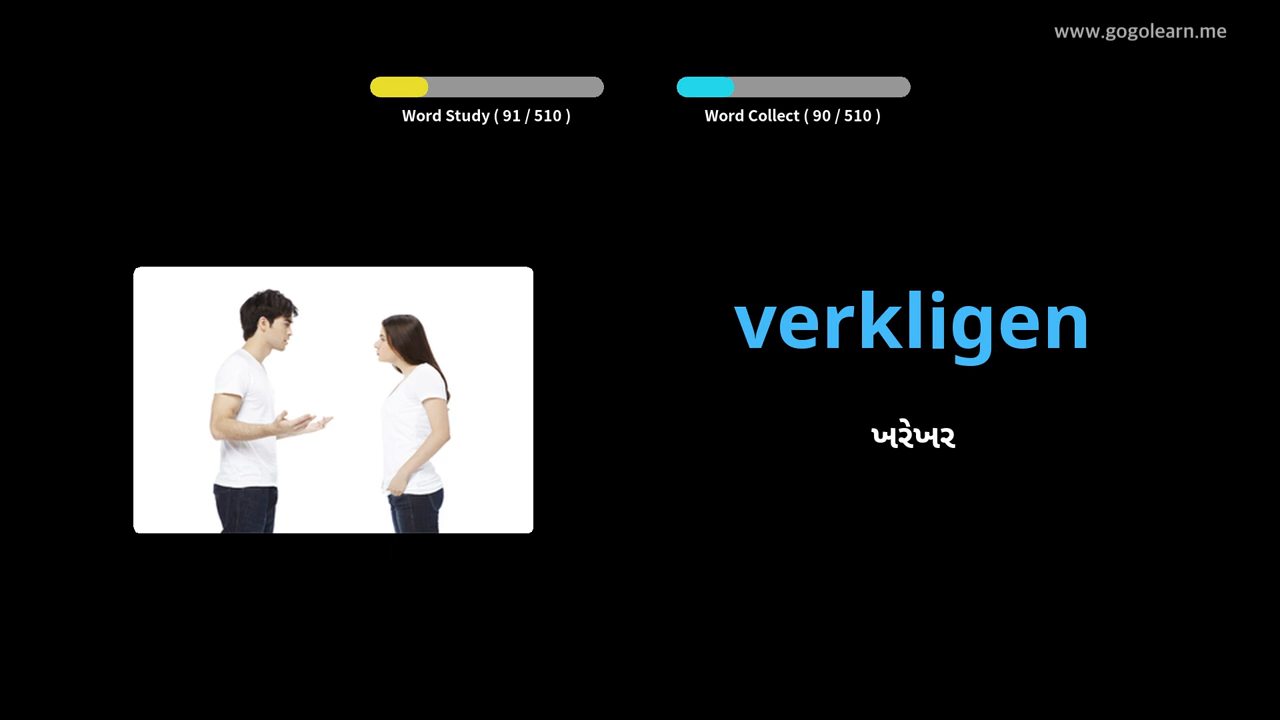 www.gogolearn.me
Word Study ( 91 / 510 )
Word Collect ( 90 / 510 )
verkligen
ખરેખર